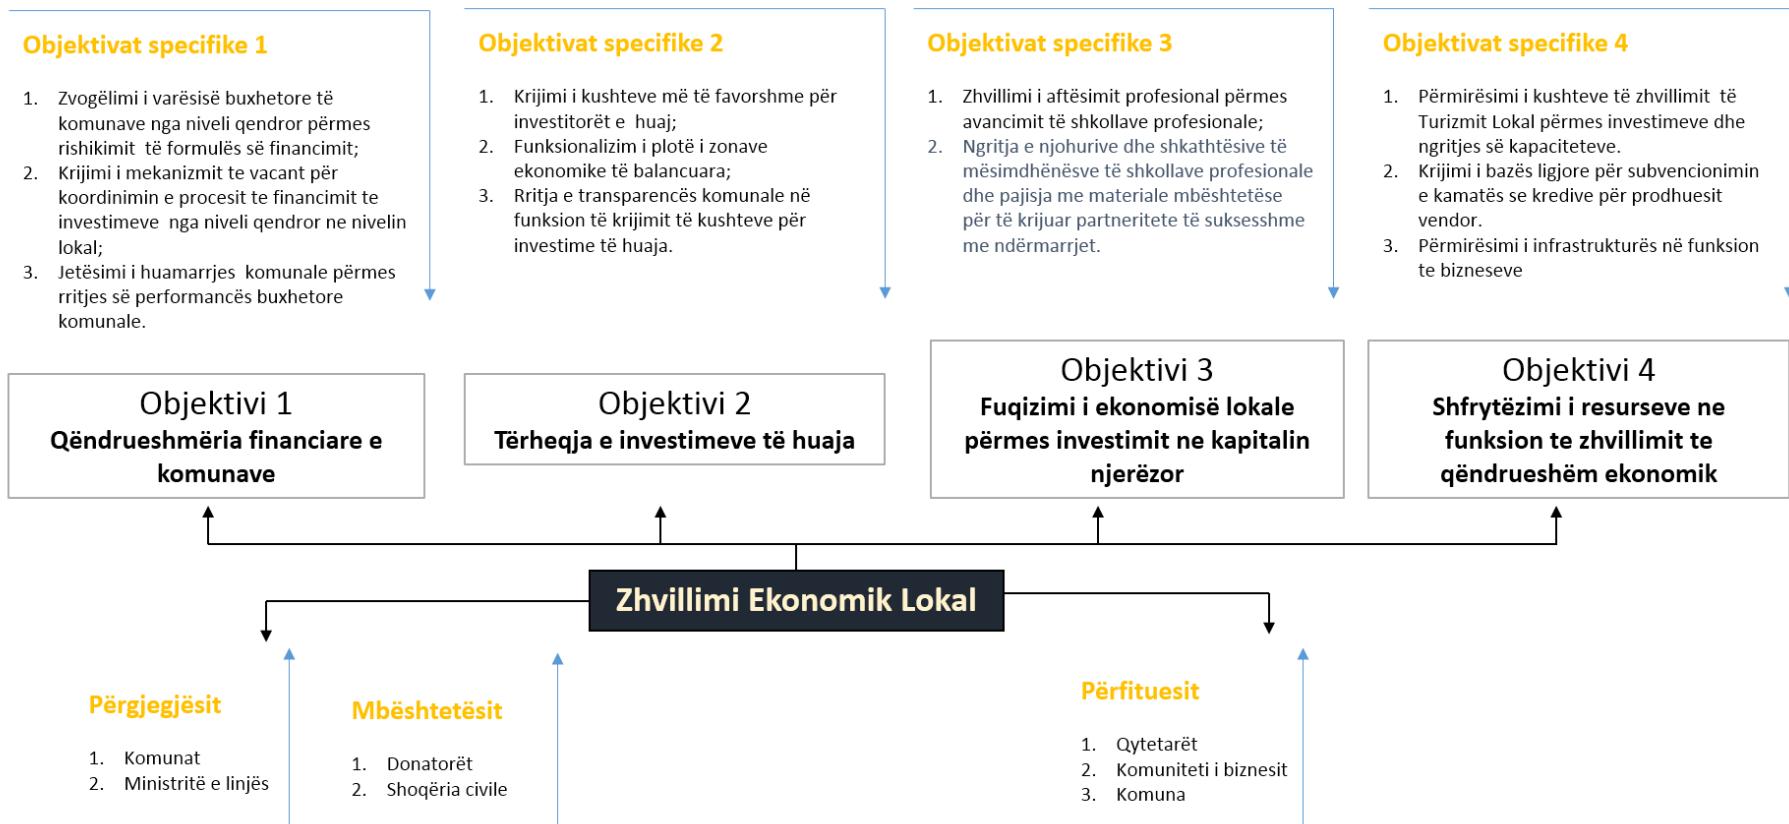 Objektivat specifike 1
1. Zvogëlimi i varësisë buxhetore të
komunave nga niveli qendror përmes
rishikimit të formulës së financimit;
2. Krijimi i mekanizmit te vacant për
koordinimin e procesit te financimit te
investimeve nga niveli qendror ne nivelin
lokal;
3. Jetësimi i huamarrjes komunale përmes
rritjes së performancës buxhetore
komunale.
Objektivat specifike 2
1. Krijimi i kushteve më të favorshme për
investitorët e huaj;
2. Funksionalizim i plotë i zonave
ekonomike të balancuara;
3. Rritja e transparencës komunale në
funksion të krijimit të kushteve për
investime të huaja.
Objektivat specifike 3
1. Zhvillimi i aftësimit profesional përmes
avancimit të shkollave profesionale;
2. Ngritja e njohurive dhe shkathtësive të
mësimdhënësve të shkollave profesionale
dhe pajisja me materiale mbështetëse
për të krijuar partneritete të suksesshme
me ndërmarrjet.
Objektivat specifike 4
1. Përmirësimi i kushteve të zhvillimit të
Turizmit Lokal përmes investimeve dhe
ngritjes së kapaciteteve.
2. Krijimi i bazës ligjore për subvencionimin
e kamatës se kredive për prodhuesit
vendor.
3. Përmirësimi i infrastrukturës në funksion
te bizneseve
Objektivi 1
Qëndrueshmëria financiare e
komunave
Objektivi 2
Tërheqja e investimeve të huaja
Objektivi 3
Fuqizimi i ekonomisë lokale
përmes investimit ne kapitalin
njerëzor
Objektivi 4
Shfrytëzimi i resurseve ne
funksion te zhvillimit te
qëndrueshëm ekonomik
Zhvillimi Ekonomik Lokal
Përgjegjësit
1. Komunat
2. Ministritë e linjës
Mbështetësit
1. Donatorët
2. Shoqëria civile
Përfituesit
1. Qytetarët
2. Komuniteti i biznesit
3. Komuna